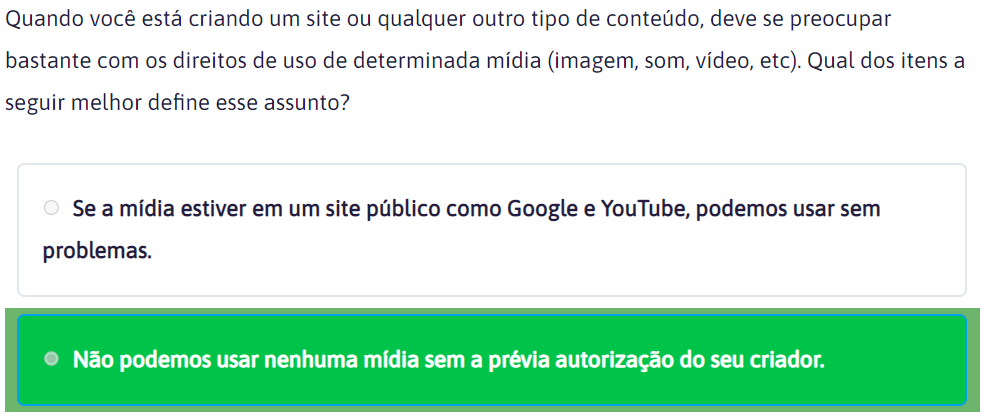 Quando você está criando um site ou qualquer outro tipo de conteúdo, deve se preocupar
bastante com os direitos de uso de determinada mídia (imagem, som, vídeo, etc). Qual dos itens a
seguir melhor define esse assunto?
Se a mídia estiver em um site público como Google e YouTube, podemos usar sem
problemas.
Não podemos usar nenhuma mídia sem a prévia autorização do seu criador.